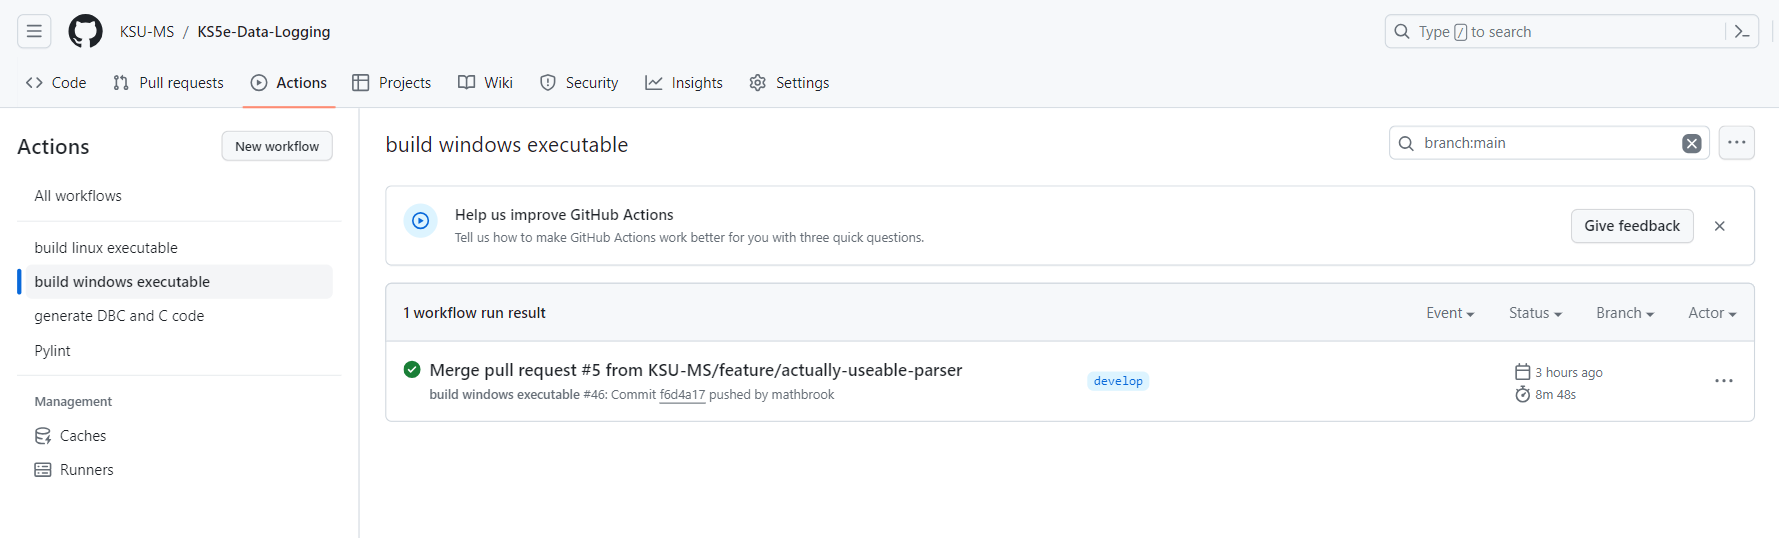 KSU-MS / KS5e-Data-Logging
Type / to search
Code Pull requests Actions Projects Wiki Security Insights Settings
Actions
New workflow
All workflows
build linux executable
build windows executable
generate DBC and C code
Pylint
Management
Caches
Runners
build windows executable
branch:main
Help us improve GitHub Actions
Tell us how to make GitHub Actions work better for you with three quick questions.
Give feedback
1 workflow run result
Event Status Branch Actor
Merge pull request #5 from KSU-MS/feature/actually-useable-parser
build windows executable #46: Commit f6d4a17 pushed by mathbrook
develop
3 hours ago
8m 48s